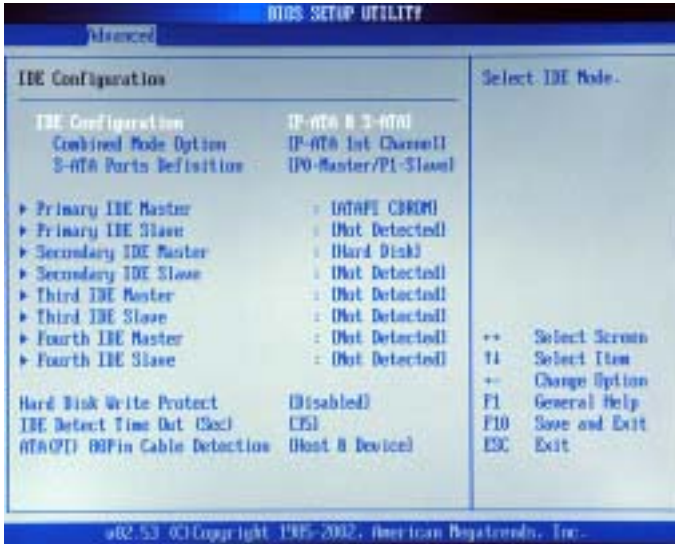 BIOS SETUP UTILITY
Advanced
IDE Configuration
Select IDE Mode.
IDE Configuration [P-ATA & S-ATA]
Combined Mode Option [P-ATA 1st Channel]
S-ATA Ports Definition [P0-Master/P1-Slave]
Primary IDE Master : [ATAPI CDROM]
Primary IDE Slave : [Not Detected]
Secondary IDE Master : [Hard Disk]
Secondary IDE Slave : [Not Detected]
Third IDE Master : [Not Detected]
Third IDE Slave : [Not Detected]
Fourth IDE Master : [Not Detected]
Fourth IDE Slave : [Not Detected]
Hard Disk Write Protect [Disabled]
IDE Detect Time Out (Sec) [35]
ATA(PI) 80Pin Cable Detection [Host & Device]
↔ Select Screen
↑↓ Select Item
+- Change Option
F1 General Help
F10 Save and Exit
ESC Exit
v02.53 (C)Copyright 1985-2002, American Megatrends, Inc.